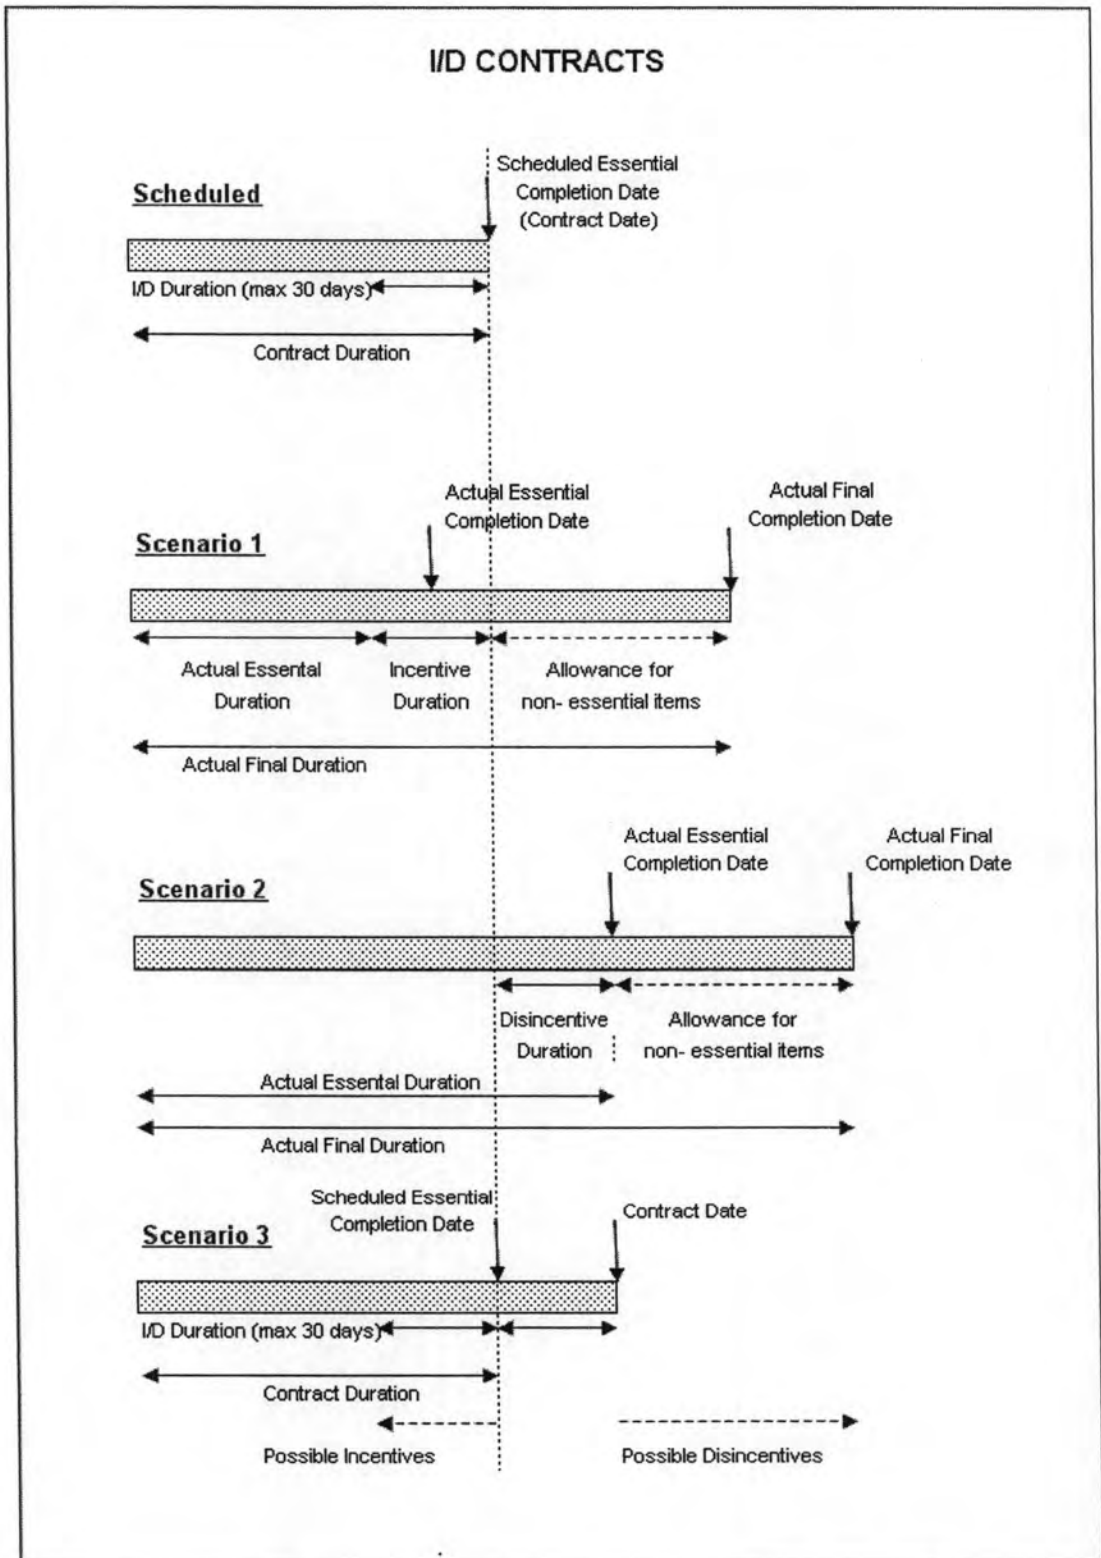 I/D CONTRACTS
Scheduled Essential
Completion Date
(Contract Date)
Scheduled
I/D Duration (max 30 days)
Contract Duration
Actual Essential
Completion Date
Actual Final
Completion Date
Scenario 1
Actual Essental
Duration
Incentive
Duration
Allowance for
non- essential items
Actual Final Duration
Actual Essential
Completion Date
Actual Final
Completion Date
Scenario 2
Disincentive
Duration
Allowance for
non- essential items
Actual Essental Duration
Actual Final Duration
Scheduled Essential
Completion Date
Contract Date
Scenario 3
I/D Duration (max 30 days)
Contract Duration
Possible Incentives
Possible Disincentives